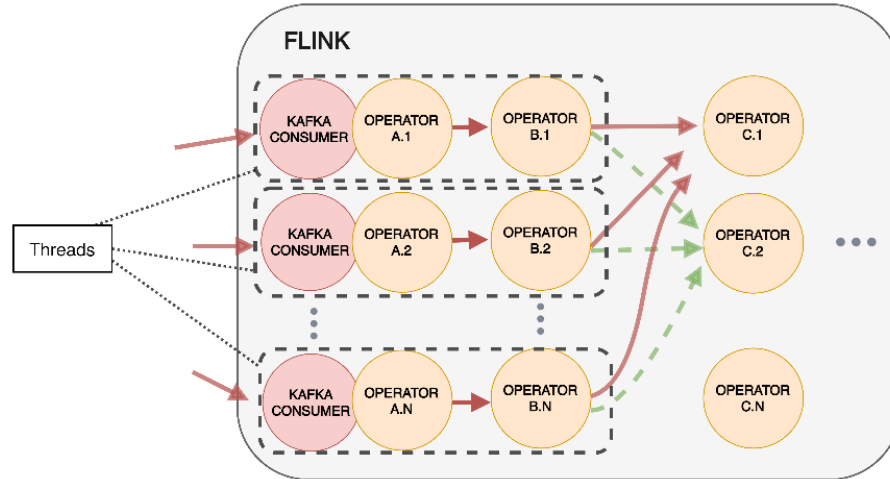 FLINK
KAFKA
CONSUMER
OPERATOR
A.1
OPERATOR
B.1
OPERATOR
C.1
Threads
KAFKA
CONSUMER
OPERATOR
A.2
OPERATOR
B.2
OPERATOR
C.2
KAFKA
CONSUMER
OPERATOR
A.N
OPERATOR
B.N
OPERATOR
C.N